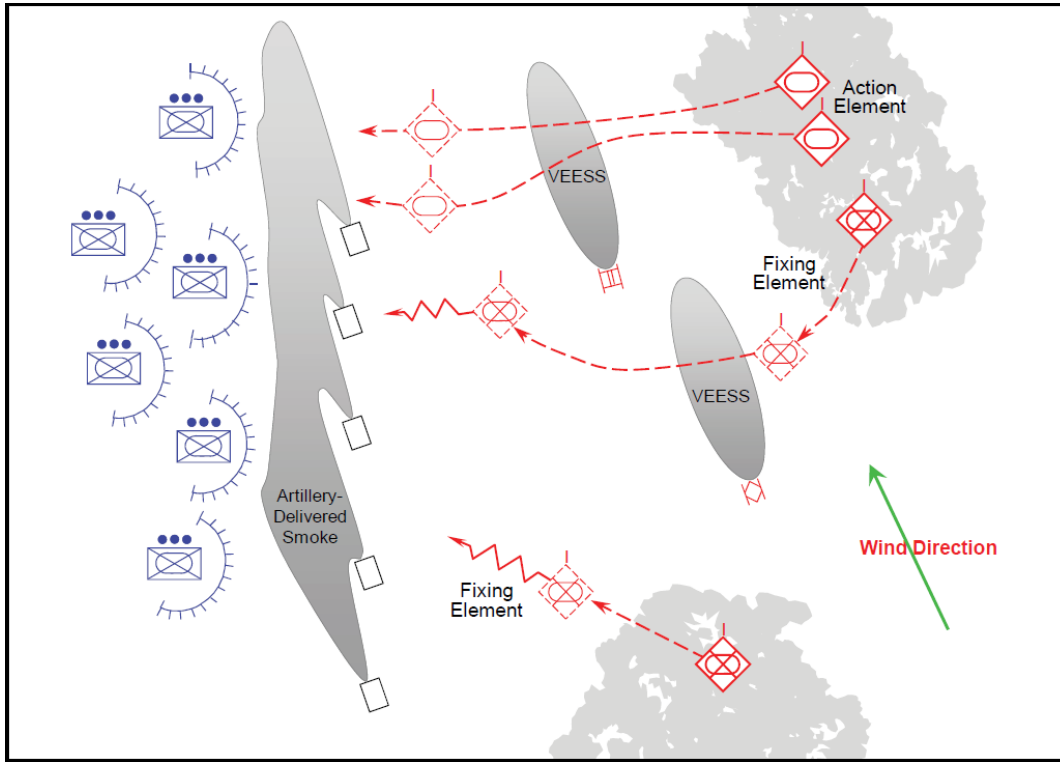 Action
Element
VEESS
Fixing
Element
VEESS
Artillery-
Delivered
Smoke
Wind Direction
Fixing
Element